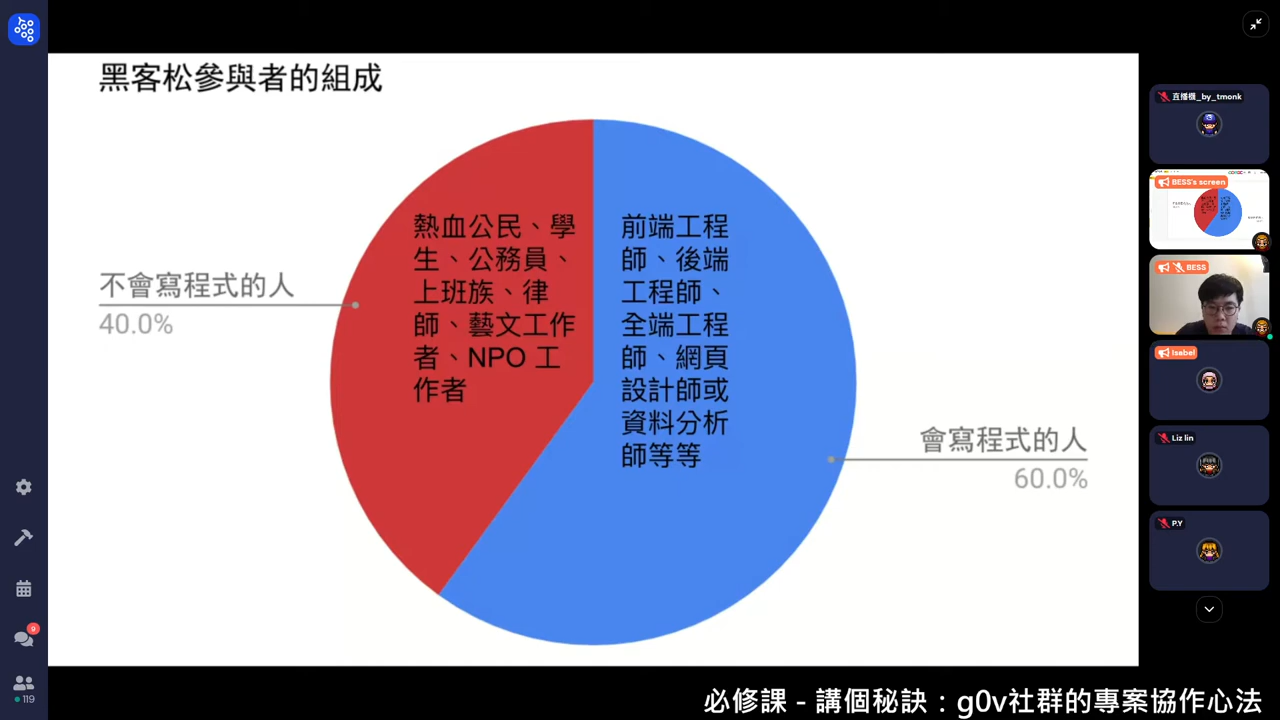 黑客松參與者的組成
熱血公民、學
生、公務員、
上班族、律
師、藝文工作
者、NPO 工
作者
前端工程
師、後端
工程師、
全端工程
師、網頁
設計師或
資料分析
師等等
不會寫程式的人
40.0%
會寫程式的人
60.0%
直播機_by_tmonk
BESS's screen
BESS
Isabel
Liz lin
P.Y
9
119
必修課 - 講個秘訣：g0v社群的專案協作心法